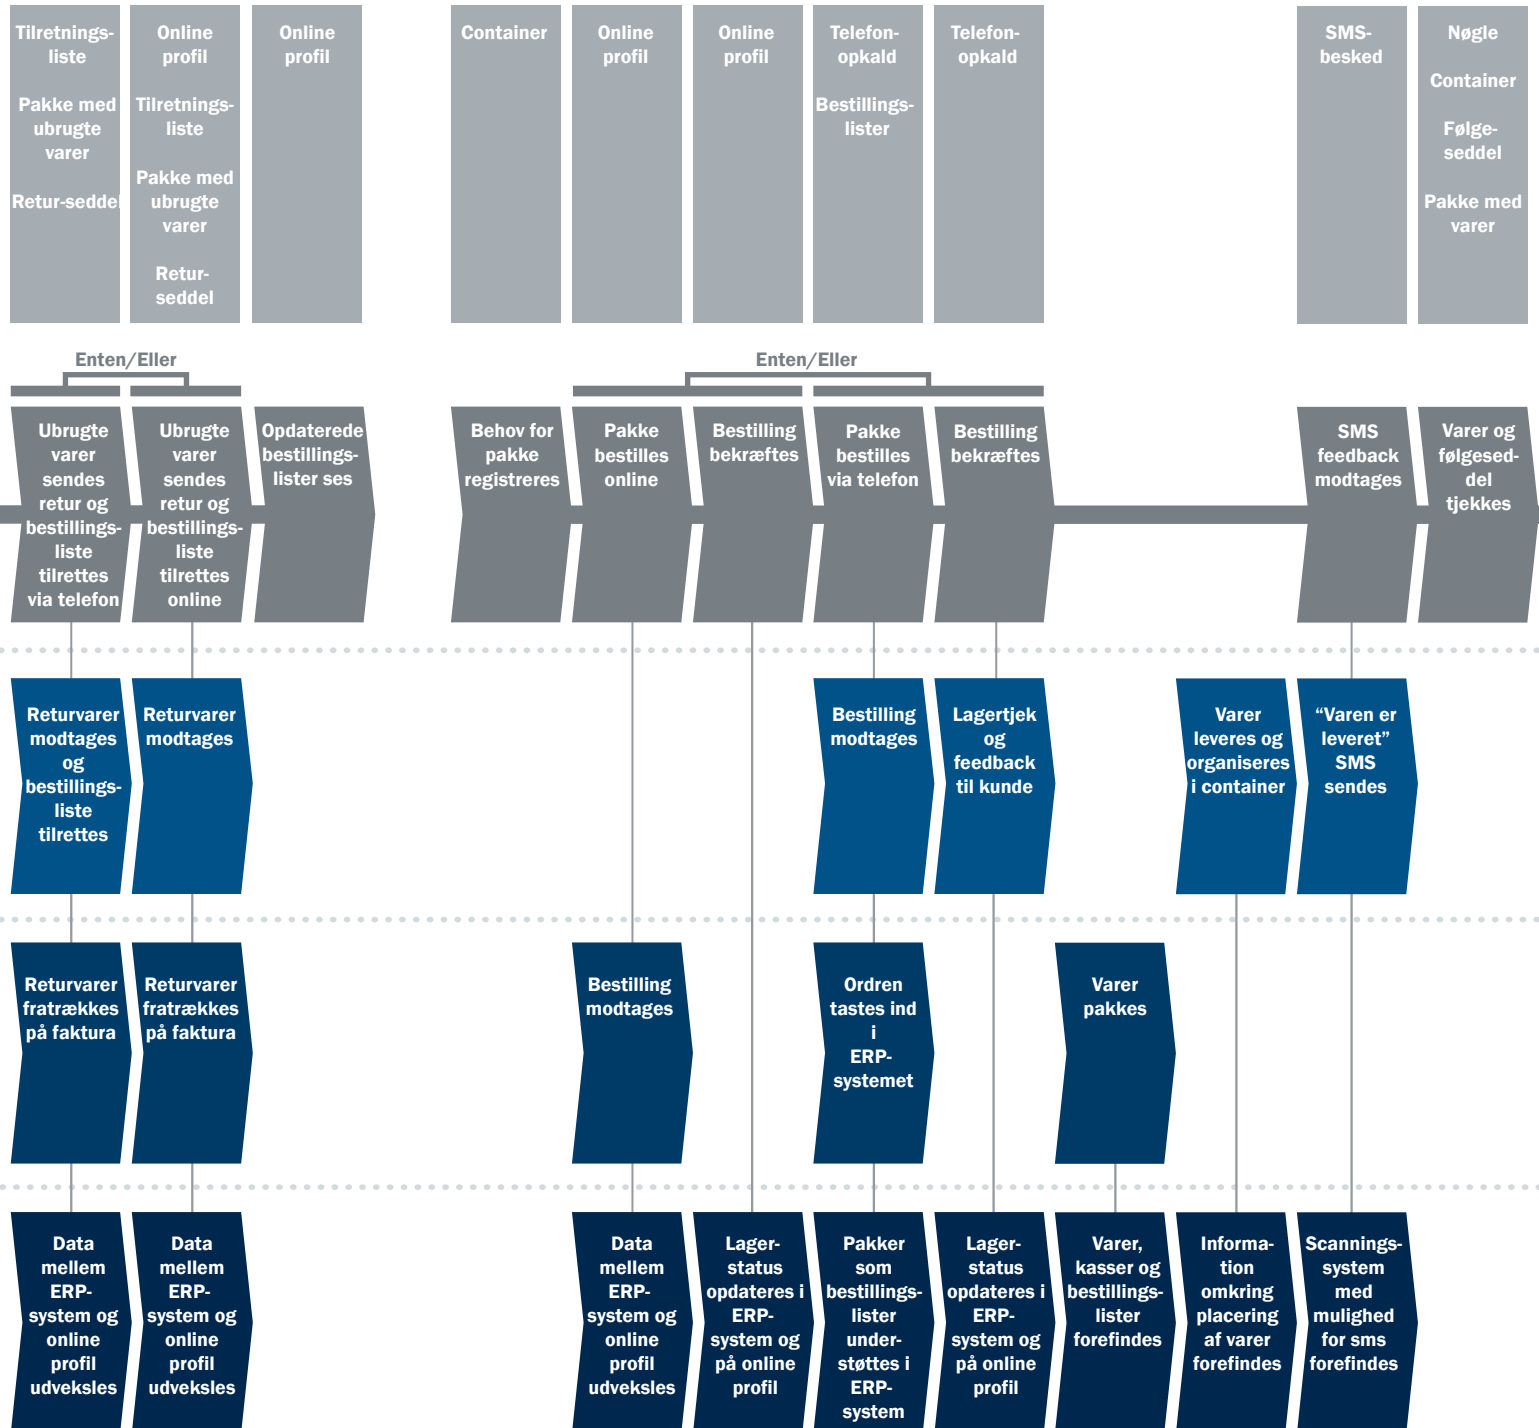 Tilretnings-
liste
Pakke med
ubrugte
varer
Retur-seddel
Online
profil
Tilretnings-
liste
Pakke med
ubrugte
varer
Retur-
seddel
Online
profil
Container
Online
profil
Online
profil
Telefon-
opkald
Bestillings-
lister
Telefon-
opkald
SMS-
besked
Nøgle
Container
Følge-
seddel
Pakke med
varer
Enten/Eller
Enten/Eller
Ubrugte
varer
sendes
retur og
bestillings-
liste
tilrettes
via telefon
Ubrugte
varer
sendes
retur og
bestillings-
liste
tilrettes
online
Opdaterede
bestillings-
lister ses
Behov for
pakke
registreres
Pakke
bestilles
online
Bestilling
bekræftes
Pakke
bestilles
via telefon
Bestilling
bekræftes
SMS
feedback
modtages
Varer og
følgesed-
del
tjekkes
Returvarer
modtages
og
bestillings-
liste
tilrettes
Returvarer
modtages
Bestilling
modtages
Lagertjek
og
feedback
til kunde
Varer
leveres og
organiseres
i container
“Varen er
leveret”
SMS
sendes
Returvarer
fratrækkes
på faktura
Returvarer
fratrækkes
på faktura
Bestilling
modtages
Ordren
tastes ind
i
ERP-
systemet
Varer
pakkes
Data
mellem
ERP-
system og
online
profil
udveksles
Data
mellem
ERP-
system og
online
profil
udveksles
Data
mellem
ERP-
system og
online
profil
udveksles
Lager-
status
opdateres i
ERP-
system og
på online
profil
Pakker
som
bestillings-
lister
under-
støttes i
ERP-
system
Lager-
status
opdateres i
ERP-
system og
på online
profil
Varer,
kasser og
bestillings-
lister
forefindes
Informa-
tion
omkring
placering
af varer
forefindes
Scannings-
system
med
mulighed
for sms
forefindes